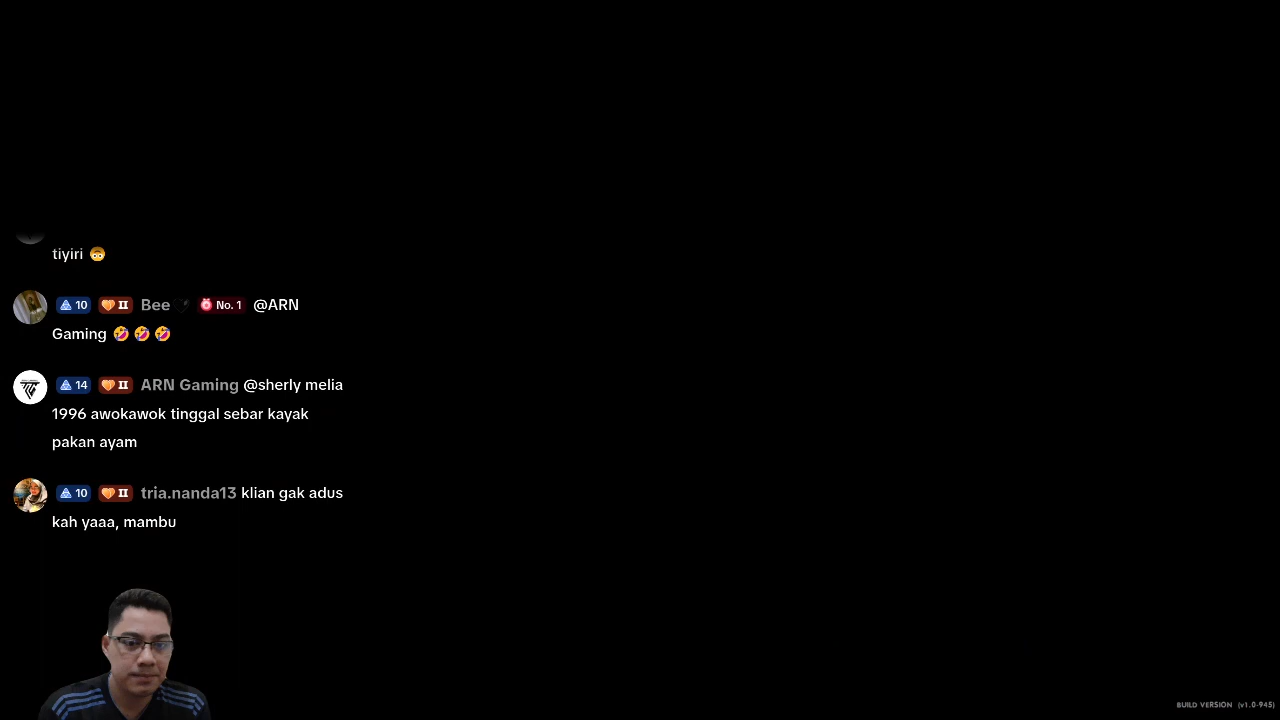 tiyiri
10 II Bee No. 1 @ARN
Gaming
14 II ARN Gaming @sherly melia
1996 awokawok tinggal sebar kayak
pakan ayam
10 II tria.nanda13 klian gak adus
kah yaaa, mambu
BUILD VERSION (v1.0-945)